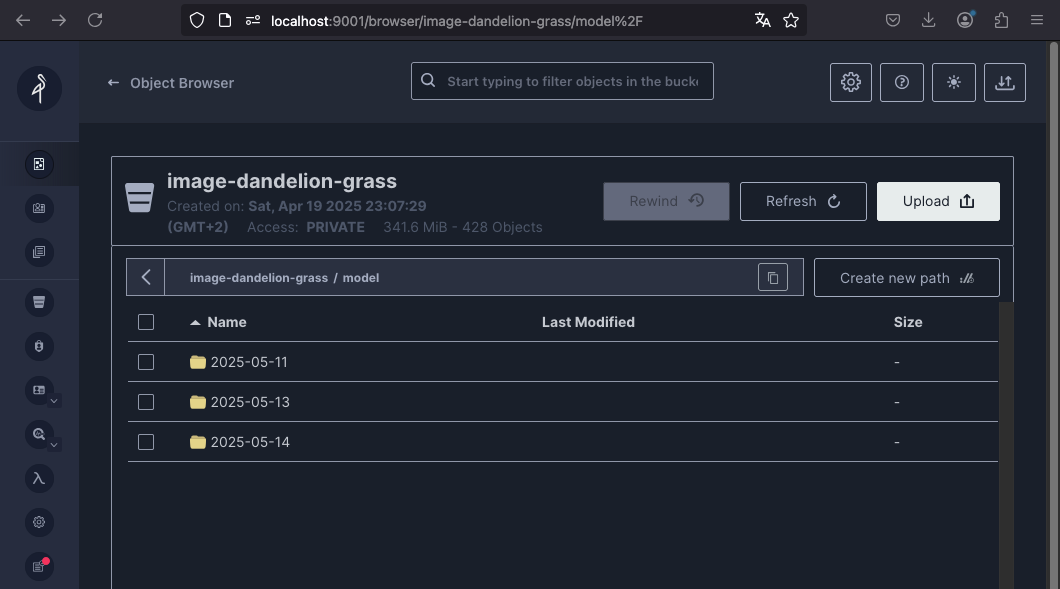 localhost:9001/browser/image-dandelion-grass/model%2F
Object Browser
Start typing to filter objects in the bucke
image-dandelion-grass
Created on: Sat, Apr 19 2025 23:07:29
(GMT+2) Access: PRIVATE 341.6 MiB - 428 Objects
Rewind
Refresh
Upload
image-dandelion-grass / model
Create new path
Name Last Modified Size
2025-05-11 -
2025-05-13 -
2025-05-14 -